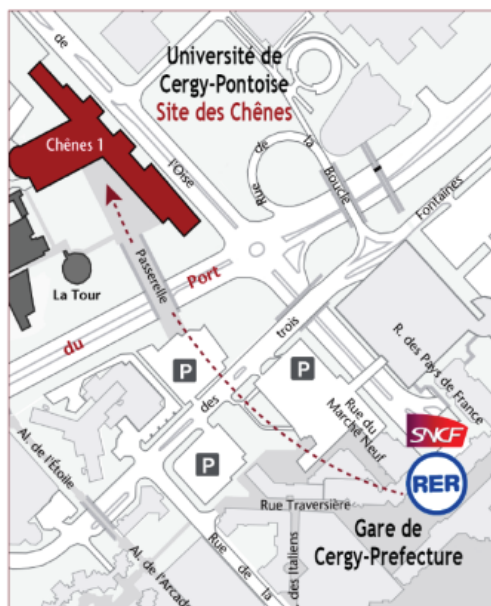 de
Université de
Cergy-Pontoise
Site des Chênes
Chênes 1
l'Oise
Rue de la
Boucle
Fontaines
Passerelle
La Tour
du Port
trois
des
P
P
P
R. des Pays de France
Rue du
Marché Neuf
SNCF
RER
Al. de l'Étoile
Rue Traversière
Gare de
Cergy-Prefecture
des Italiens
Rue de la
Al. de l'Arcade